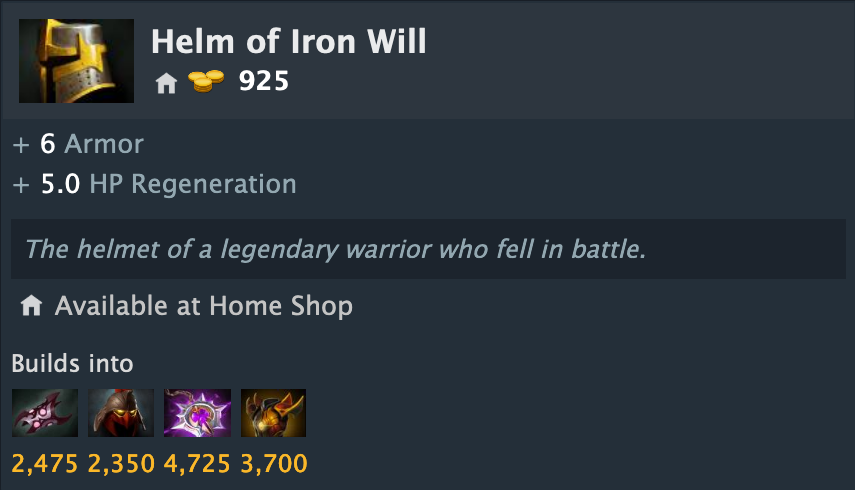 Helm of Iron Will
925
+ 6 Armor
+ 5.0 HP Regeneration
The helmet of a legendary warrior who fell in battle.
Available at Home Shop
Builds into
2,475 2,350 4,725 3,700